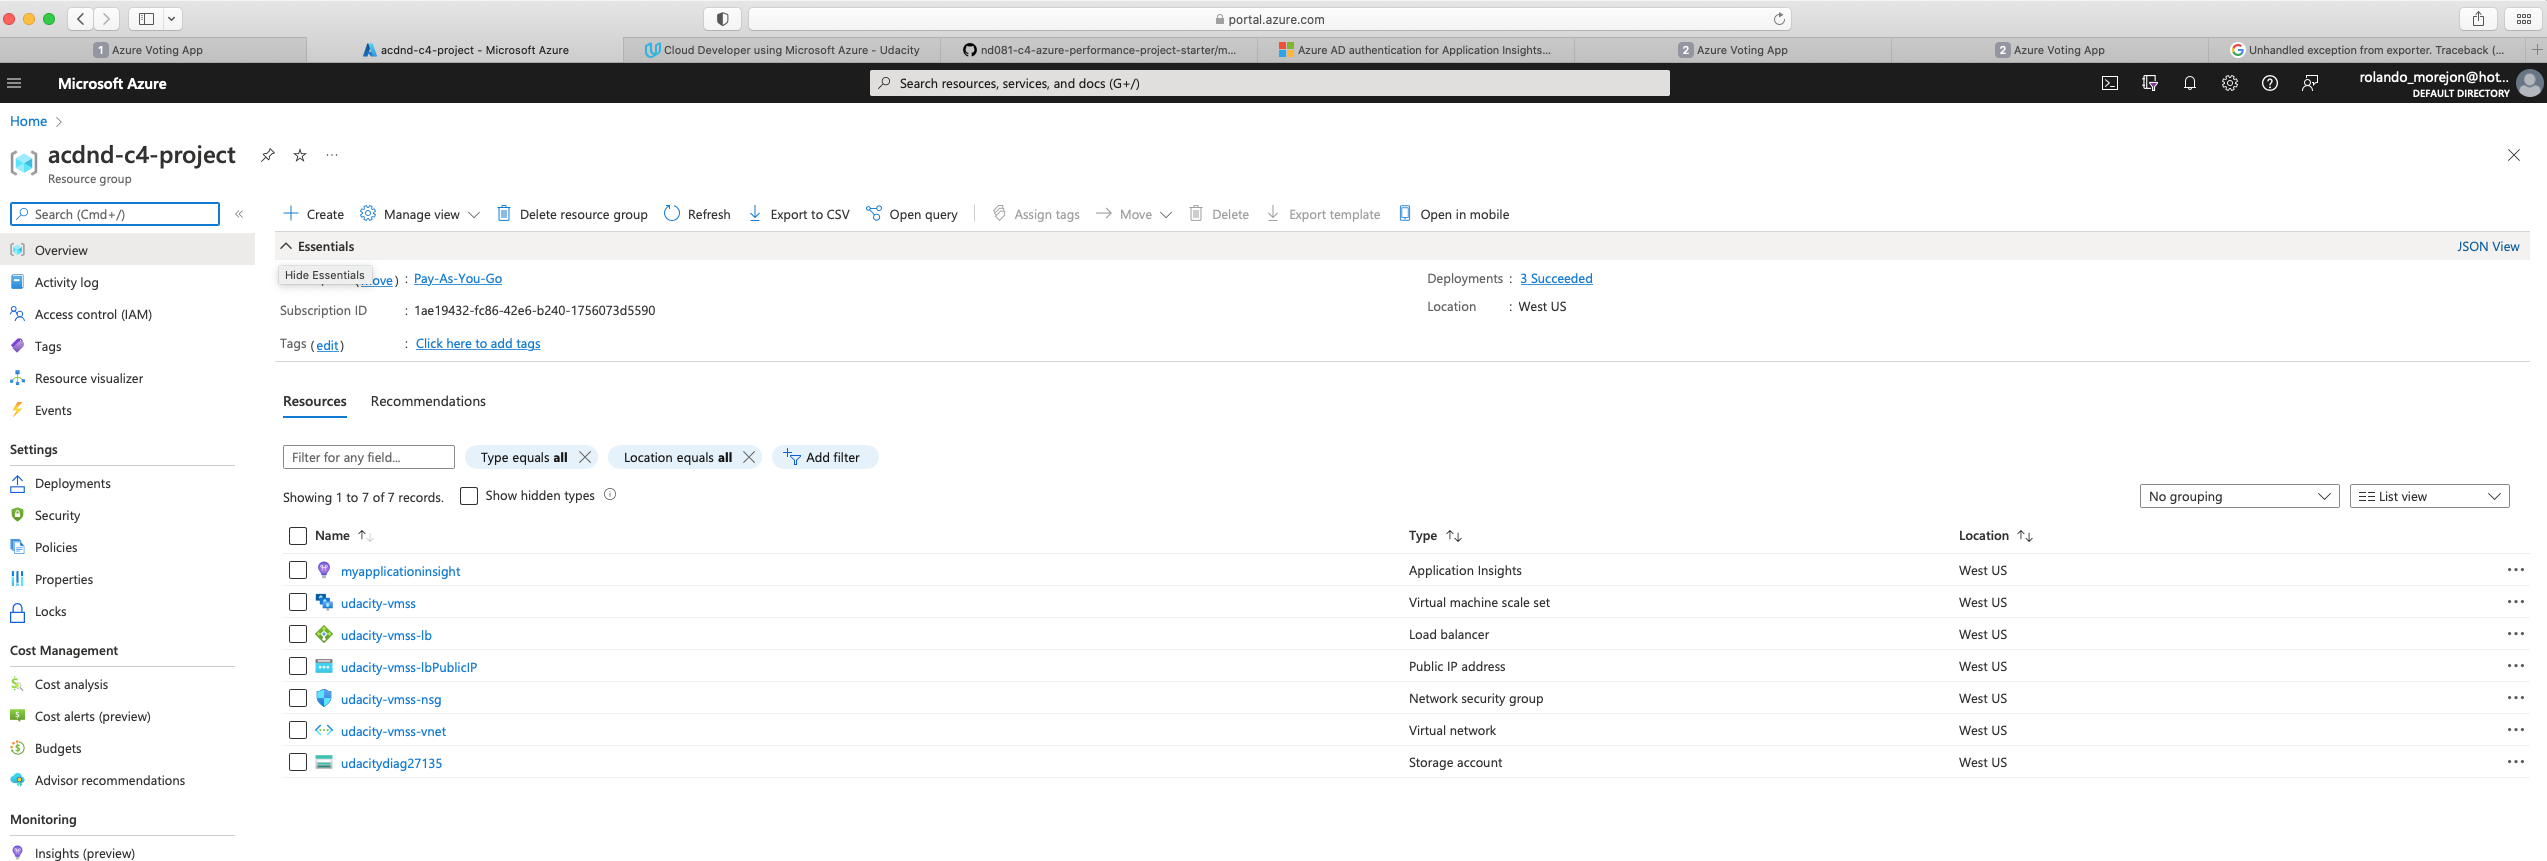 portal.azure.com
1 Azure Voting App
acdnd-c4-project - Microsoft Azure
Cloud Developer using Microsoft Azure - Udacity
nd081-c4-azure-performance-project-starter/m...
Azure AD authentication for Application Insights...
2 Azure Voting App
2 Azure Voting App
Unhandled exception from exporter. Traceback (...
Microsoft Azure
Search resources, services, and docs (G+/)
rolando_morejon@hot...
DEFAULT DIRECTORY
Home
acdnd-c4-project
...
Resource group
Search (Cmd+/)
Create
Manage view
Delete resource group
Refresh
Export to CSV
Open query
Assign tags
Move
Delete
Export template
Open in mobile
Overview
Activity log
Access control (IAM)
Tags
Resource visualizer
Events
Settings
Deployments
Security
Policies
Properties
Locks
Cost Management
Cost analysis
Cost alerts (preview)
Budgets
Advisor recommendations
Monitoring
Insights (preview)
Essentials
JSON View
Hide Essentials
: Pay-As-You-Go
Deployments : 3 Succeeded
Subscription ID : 1ae19432-fc86-42e6-b240-1756073d5590
Location : West US
Tags (edit) : Click here to add tags
Resources
Recommendations
Filter for any field...
Type equals all
Location equals all
Add filter
Showing 1 to 7 of 7 records.
Show hidden types
No grouping
List view
Name Type Location
myapplicationinsight Application Insights West US
udacity-vmss Virtual machine scale set West US
udacity-vmss-lb Load balancer West US
udacity-vmss-lbPublicIP Public IP address West US
udacity-vmss-nsg Network security group West US
udacity-vmss-vnet Virtual network West US
udacitydiag27135 Storage account West US